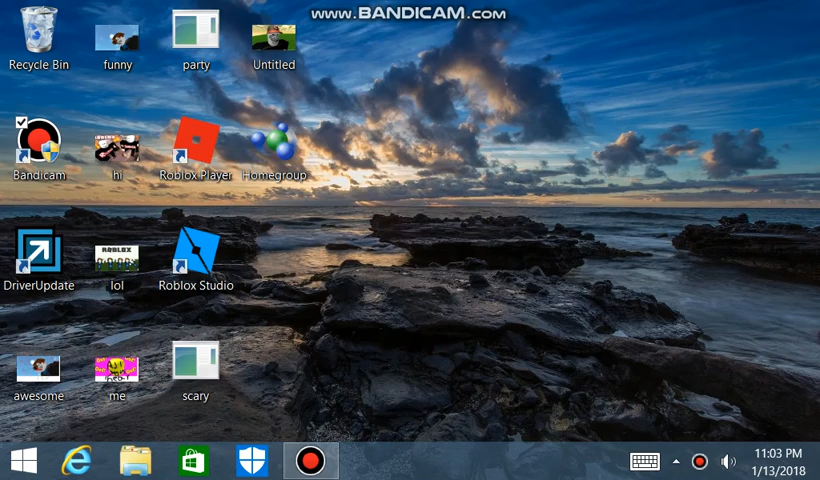 www.BANDICAM.com
Recycle Bin
funny
party
Untitled
Bandicam
hi
Roblox Player
Homegroup
DriverUpdate
ROBLOX
lol
Roblox Studio
awesome
me
scary
11:03 PM
1/13/2018